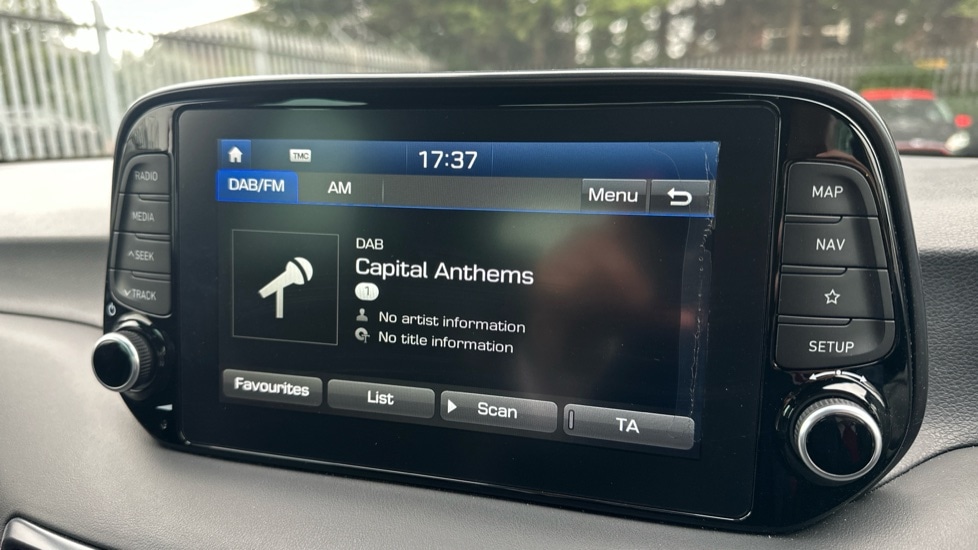 TMC
17:37
DAB/FM
AM
Menu
DAB
Capital Anthems
1
No artist information
No title information
Favourites
List
Scan
TA
RADIO
MEDIA
SEEK
TRACK
MAP
NAV
SETUP